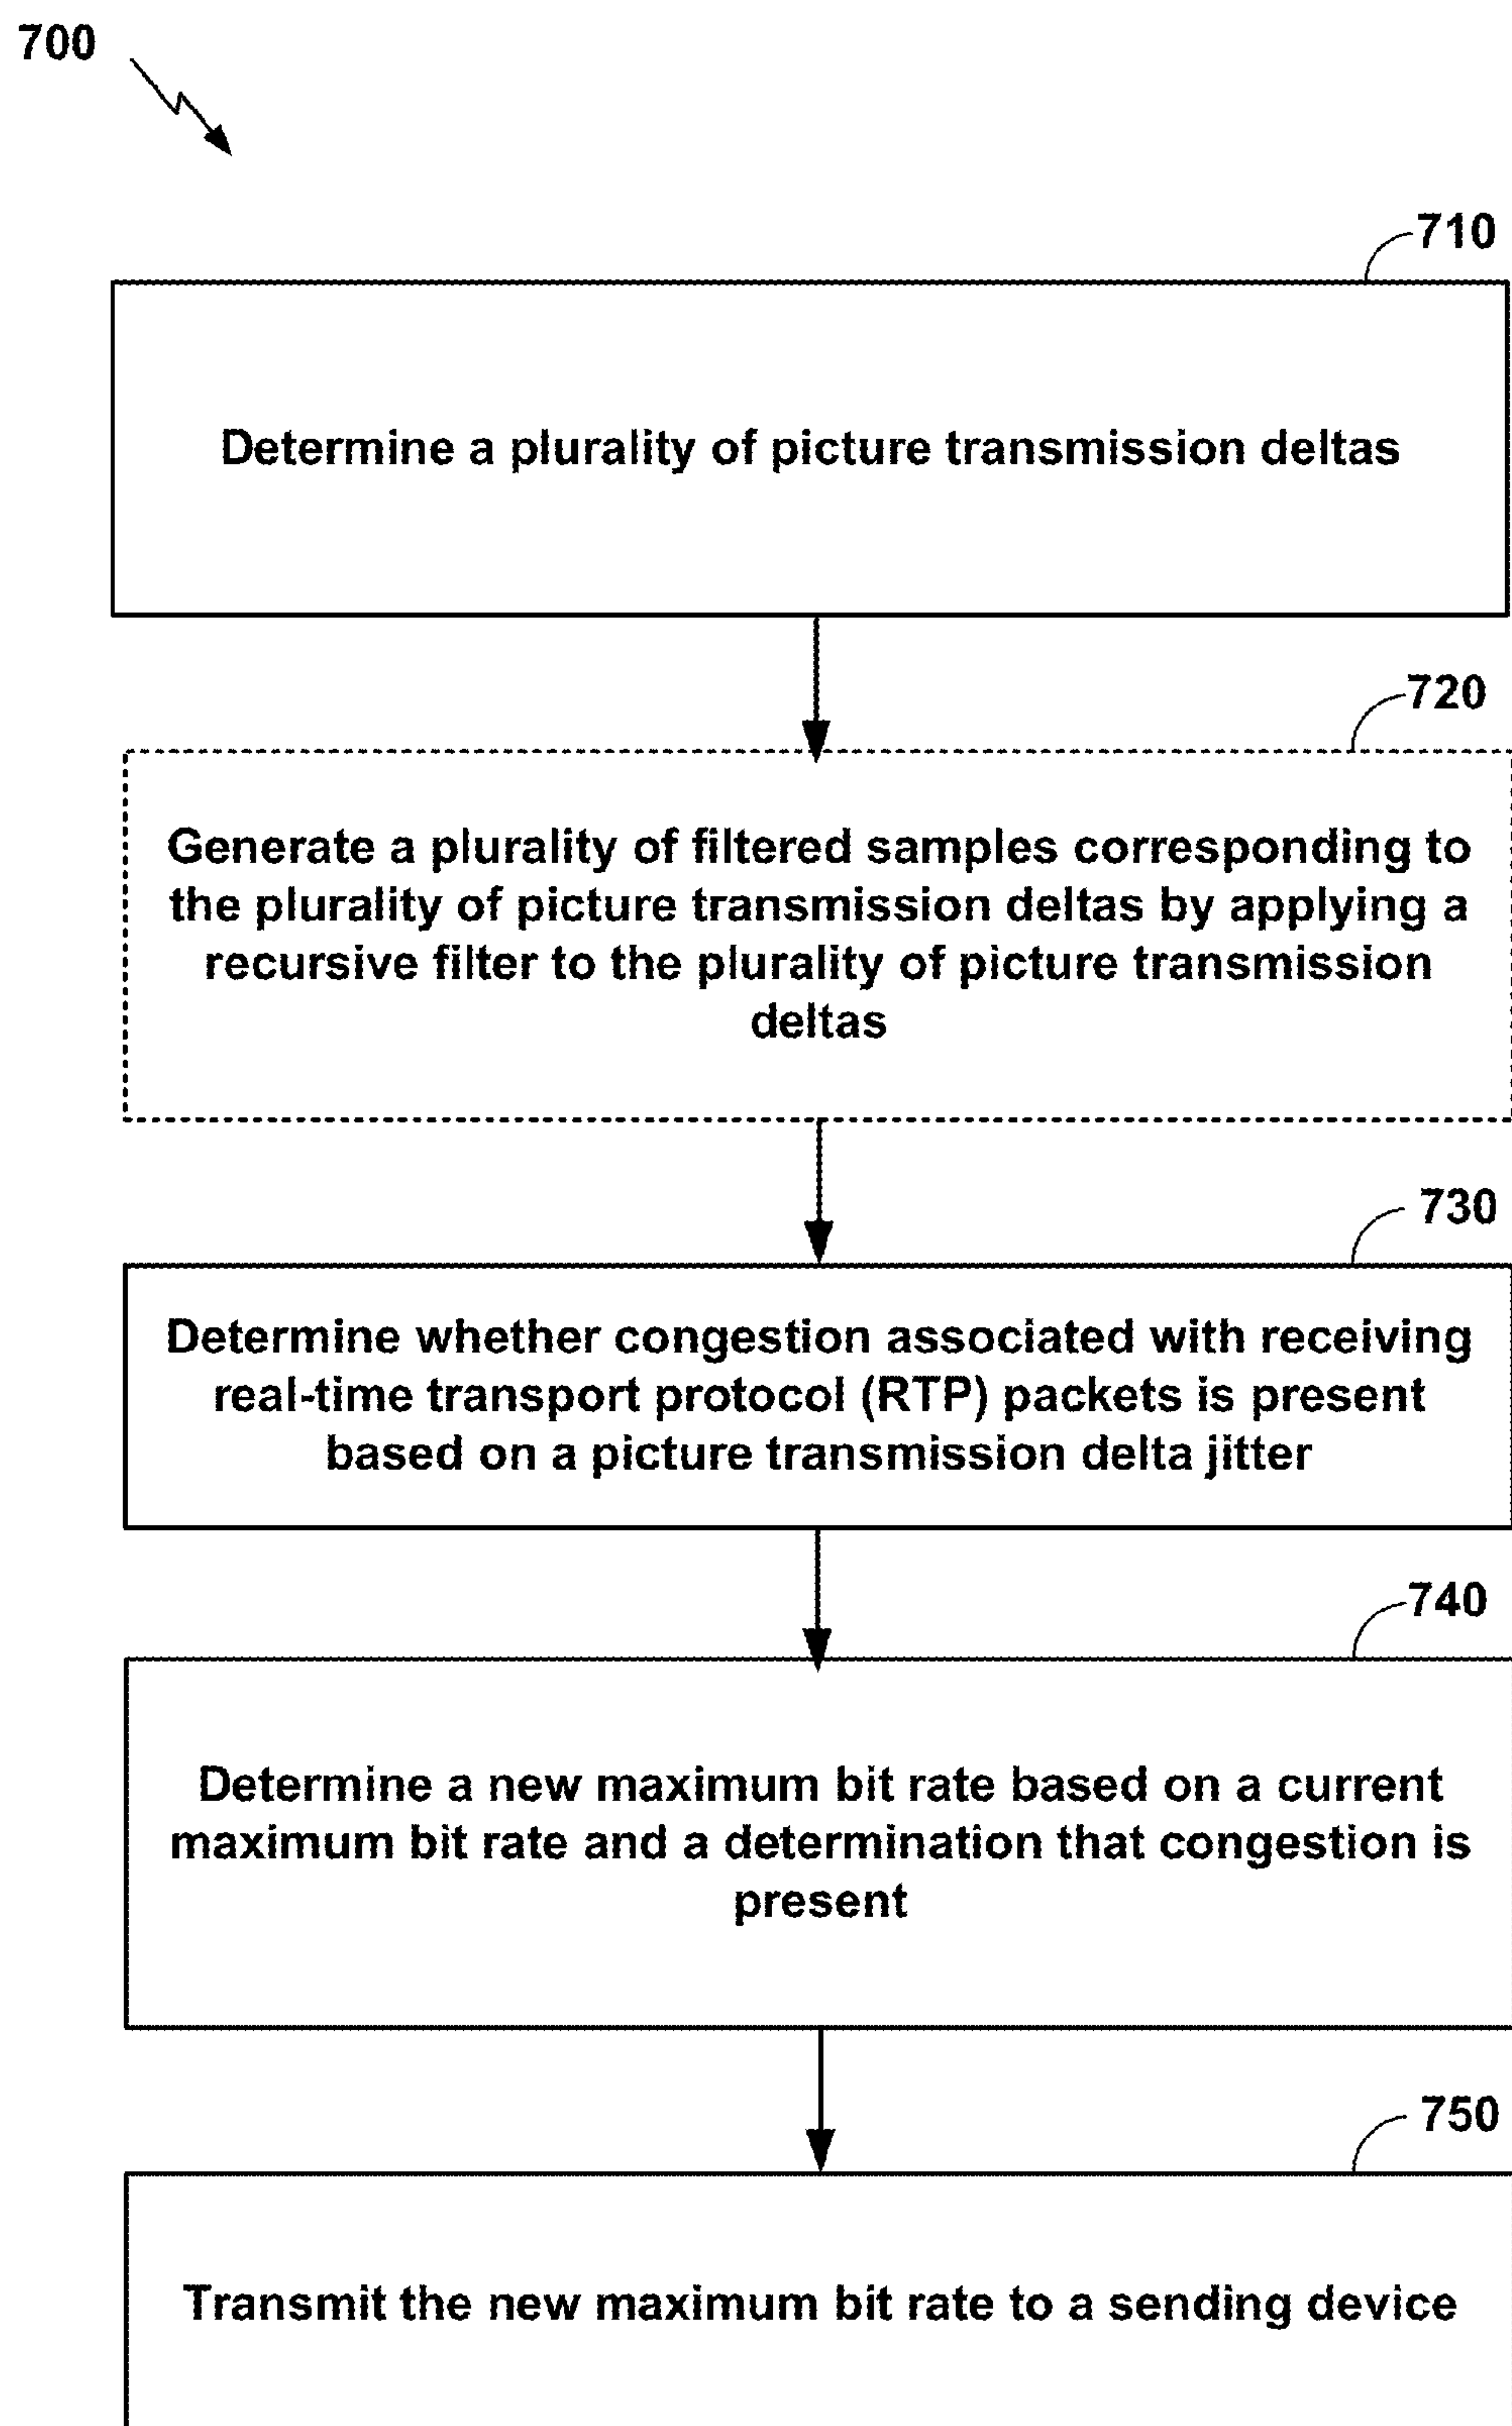 700
710
Determine a plurality of picture transmission deltas
720
Generate a plurality of filtered samples corresponding to
the plurality of picture transmission deltas by applying a
recursive filter to the plurality of picture transmission
deltas
730
Determine whether congestion associated with receiving
real-time transport protocol (RTP) packets is present
based on a picture transmission delta jitter
740
Determine a new maximum bit rate based on a current
maximum bit rate and a determination that congestion is
present
750
Transmit the new maximum bit rate to a sending device